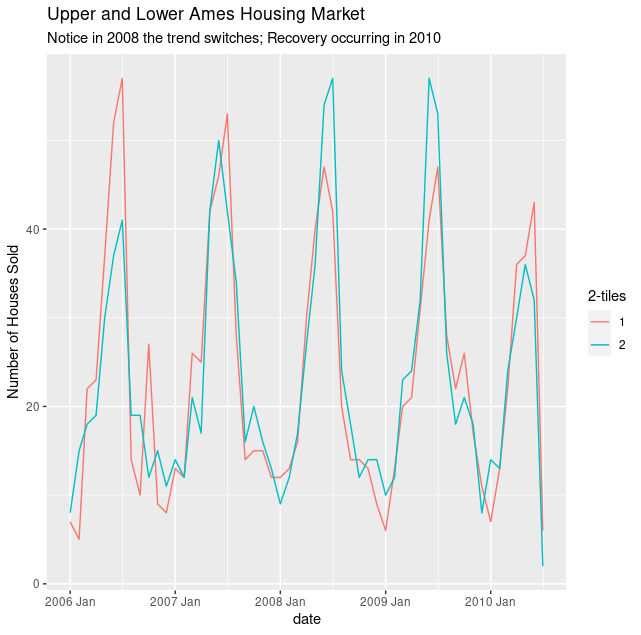 Upper and Lower Ames Housing Market
Notice in 2008 the trend switches; Recovery occurring in 2010
Number of Houses Sold
40
20
0
2006 Jan 2007 Jan 2008 Jan 2009 Jan 2010 Jan
date
2-tiles
1
2